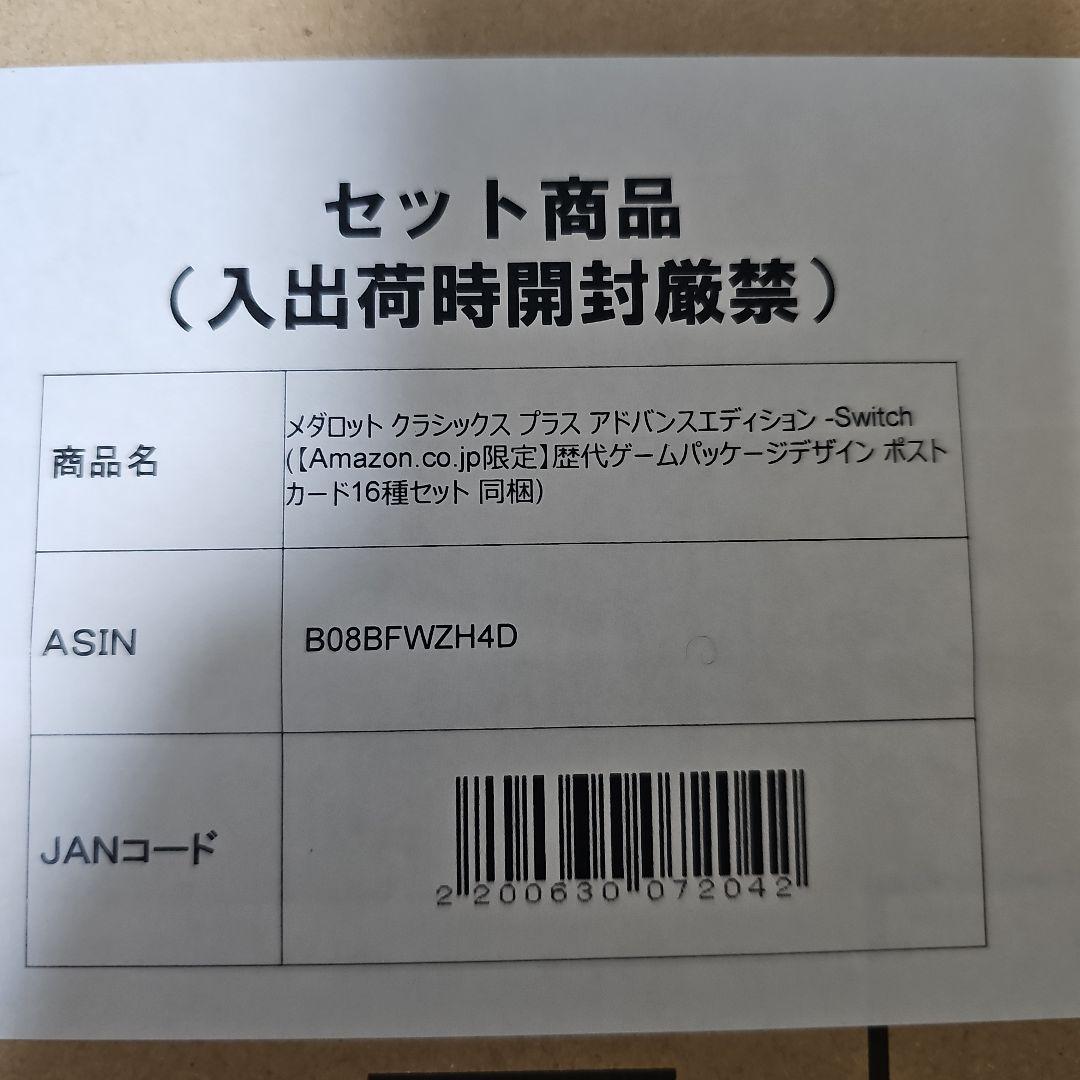 セット商品
（入出荷時開封厳禁）
商品名
メダロット クラシックス プラス アドバンスエディション -Switch
(【Amazon.co.jp限定】歴代ゲームパッケージデザイン ポスト
カード16種セット 同梱)
ASIN
B08BFWZH4D
JANコード
2 200630 072042